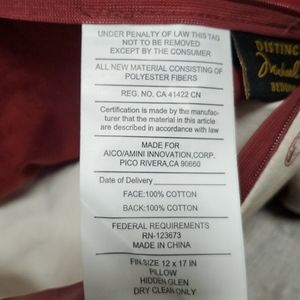 UNDER PENALTY OF LAW THIS TAG
NOT TO BE REMOVED
EXCEPT BY THE CONSUMER
ALL NEW MATERIAL CONSISTING OF
POLYESTER FIBERS
REG. NO. CA 41422 CN
Certification is made by the manufac-
turer that the material in this article
are described in accordance with law
MADE FOR
AICO/AMINI INNOVATION,CORP.
PICO RIVERA,CA 90660
Date of Delivery
FACE:100% COTTON
BACK:100% COTTON
FEDERAL REQUIREMENTS
RN-123673
MADE IN CHINA
FIN.SIZE 12 x 17 IN
PILLOW
HIDDEN GLEN
DRY CLEAN ONLY
DISTINC
Michael